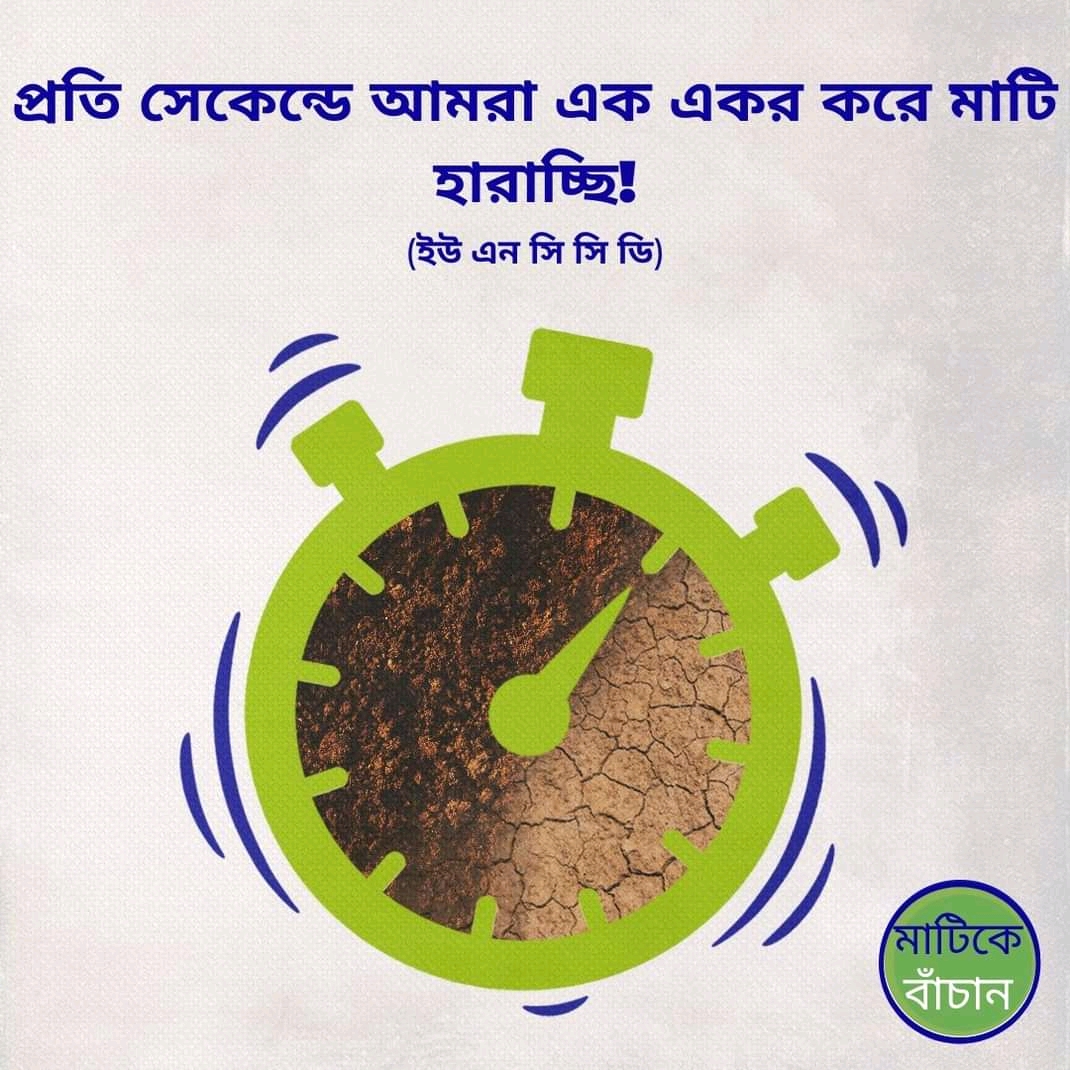 প্রতি সেকেন্ডে আমরা এক একর করে মাটি
হারাচ্ছি!
(ইউ এন সি সি ডি)
মাটিকে
বাঁচান